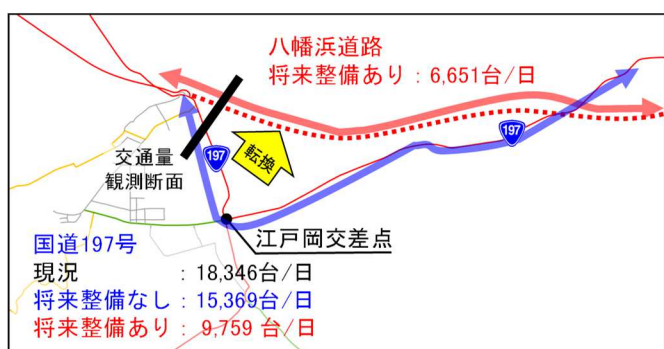 八幡浜道路
将来整備あり：6,651台/日
197
交通量
観測断面
197
転換
江戸岡交差点
国道197号
現況　　　　：18,346台/日
将来整備なし：15,369台/日
将来整備あり：9,759 台/日